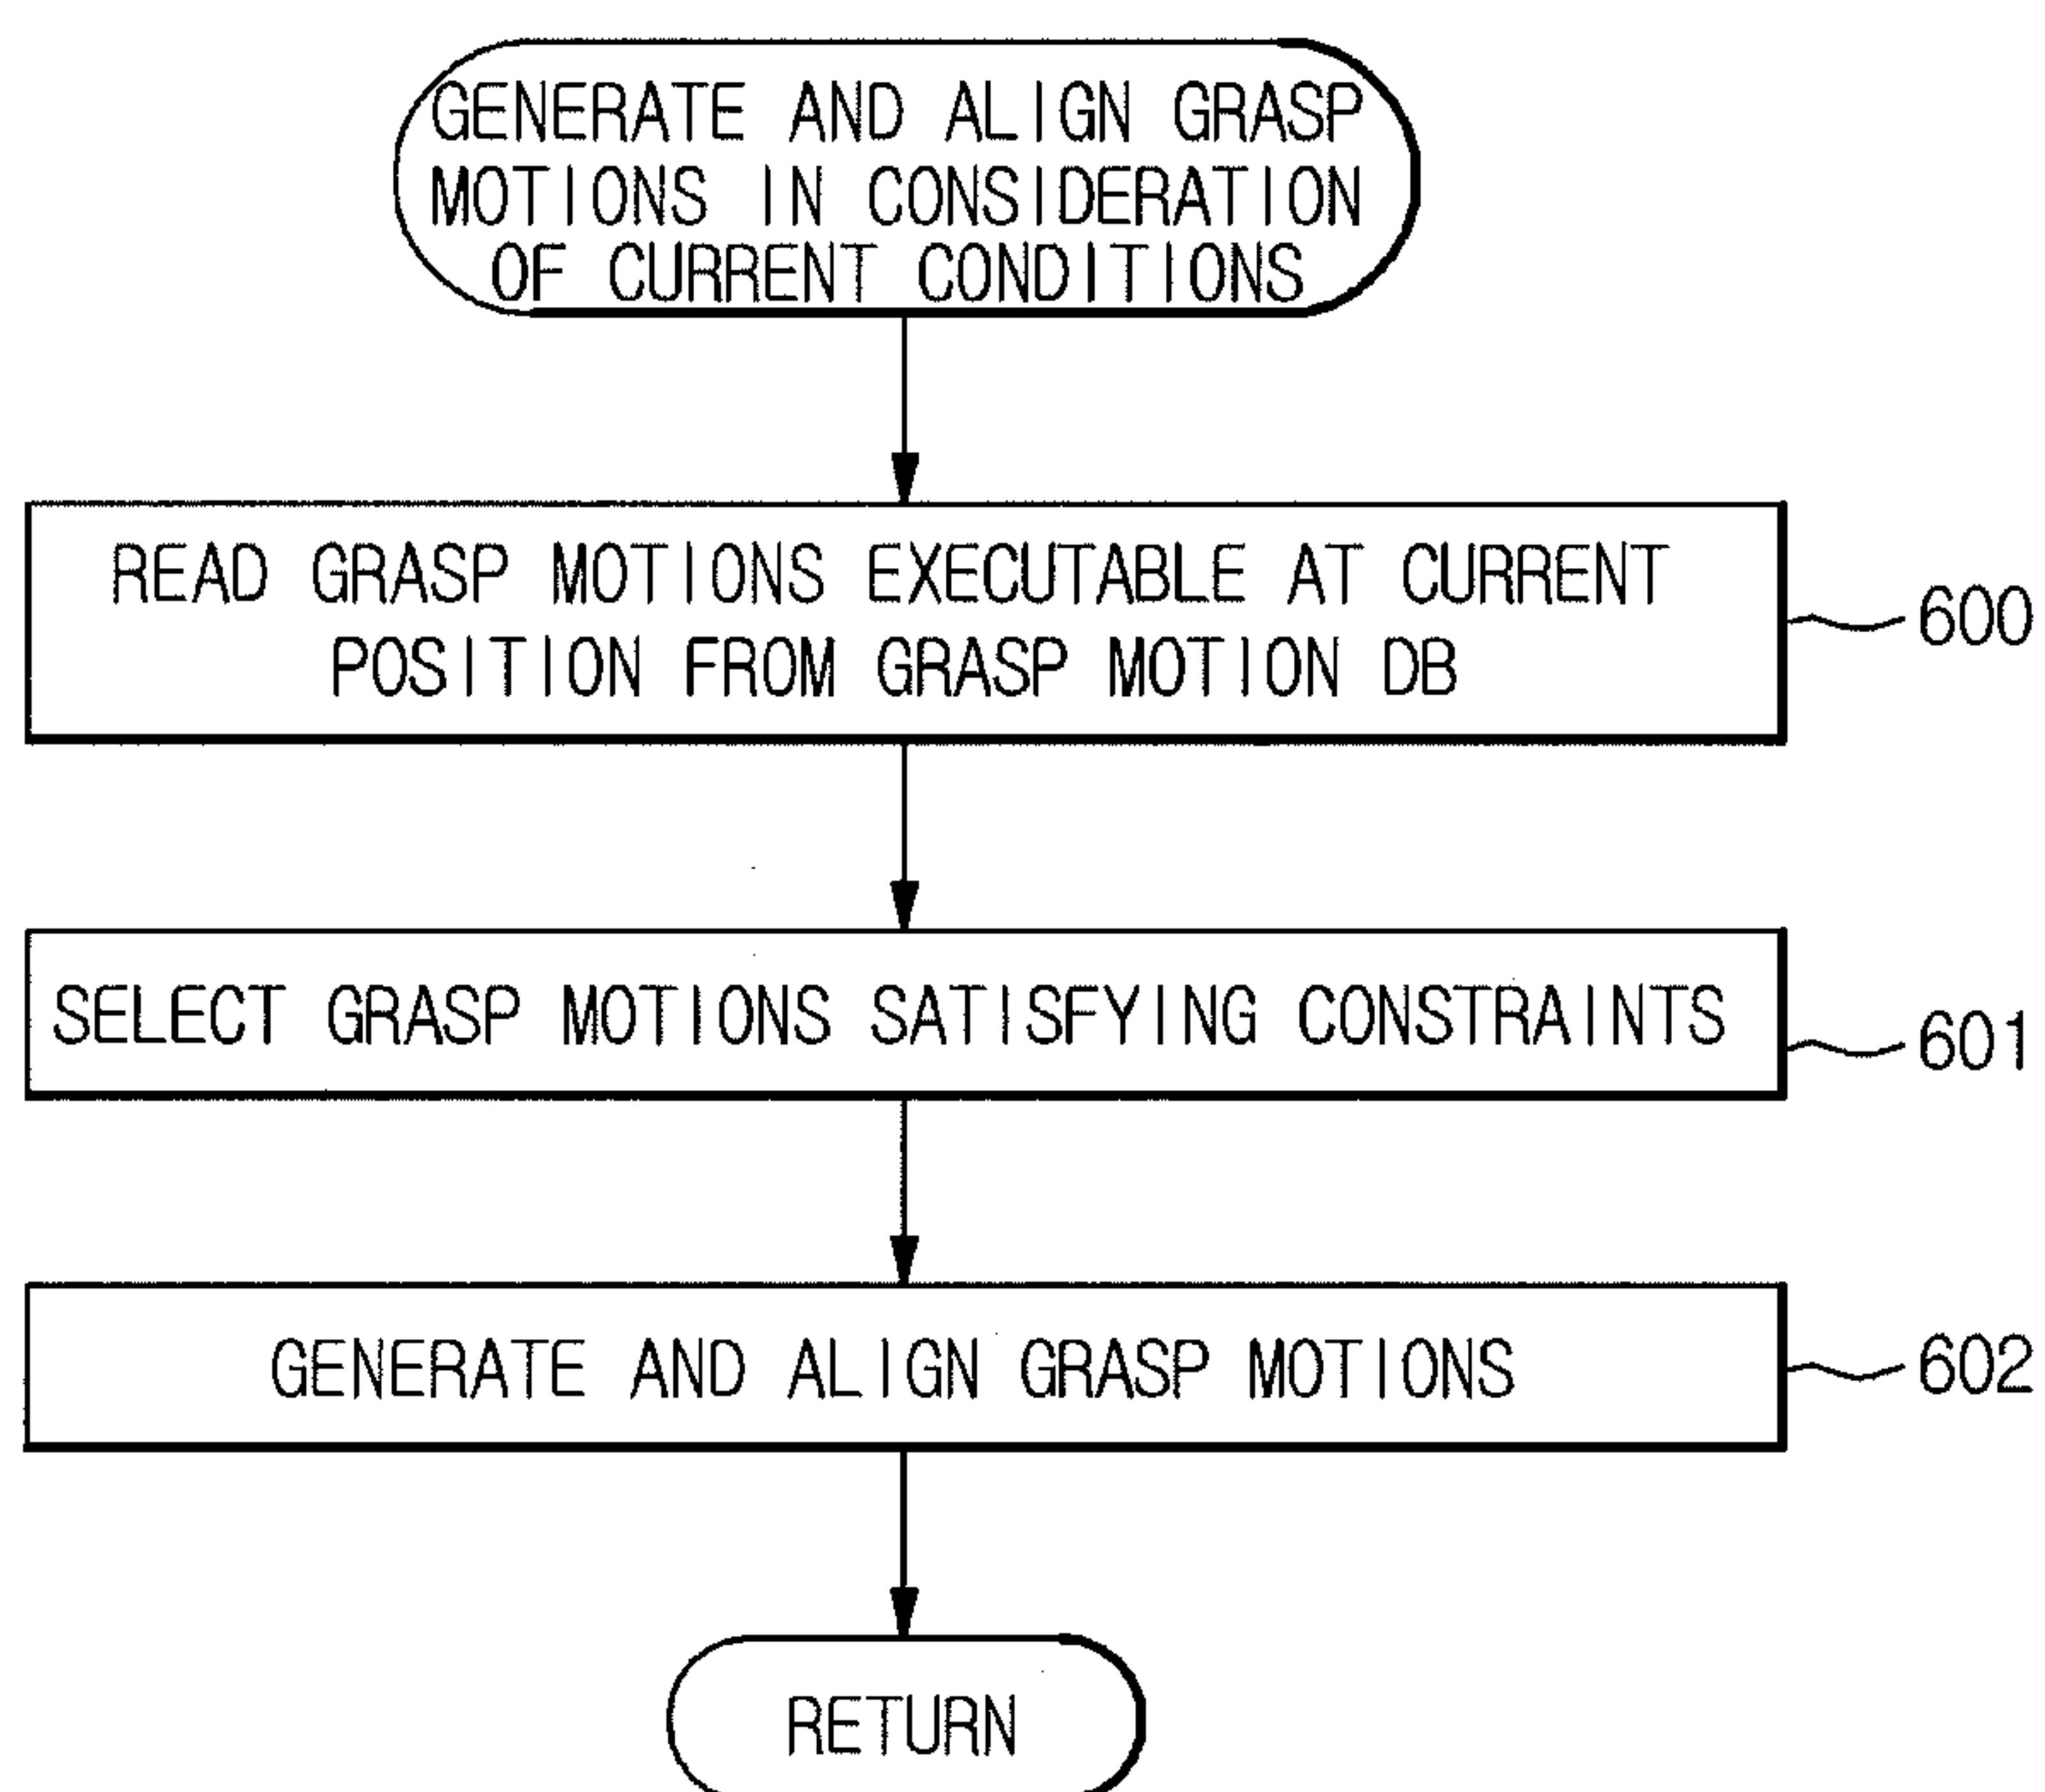 GENERATE AND ALIGN GRASP
MOTIONS IN CONSIDERATION
OF CURRENT CONDITIONS
READ GRASP MOTIONS EXECUTABLE AT CURRENT
POSITION FROM GRASP MOTION DB
600
SELECT GRASP MOTIONS SATISFYING CONSTRAINTS
601
GENERATE AND ALIGN GRASP MOTIONS
602
RETURN